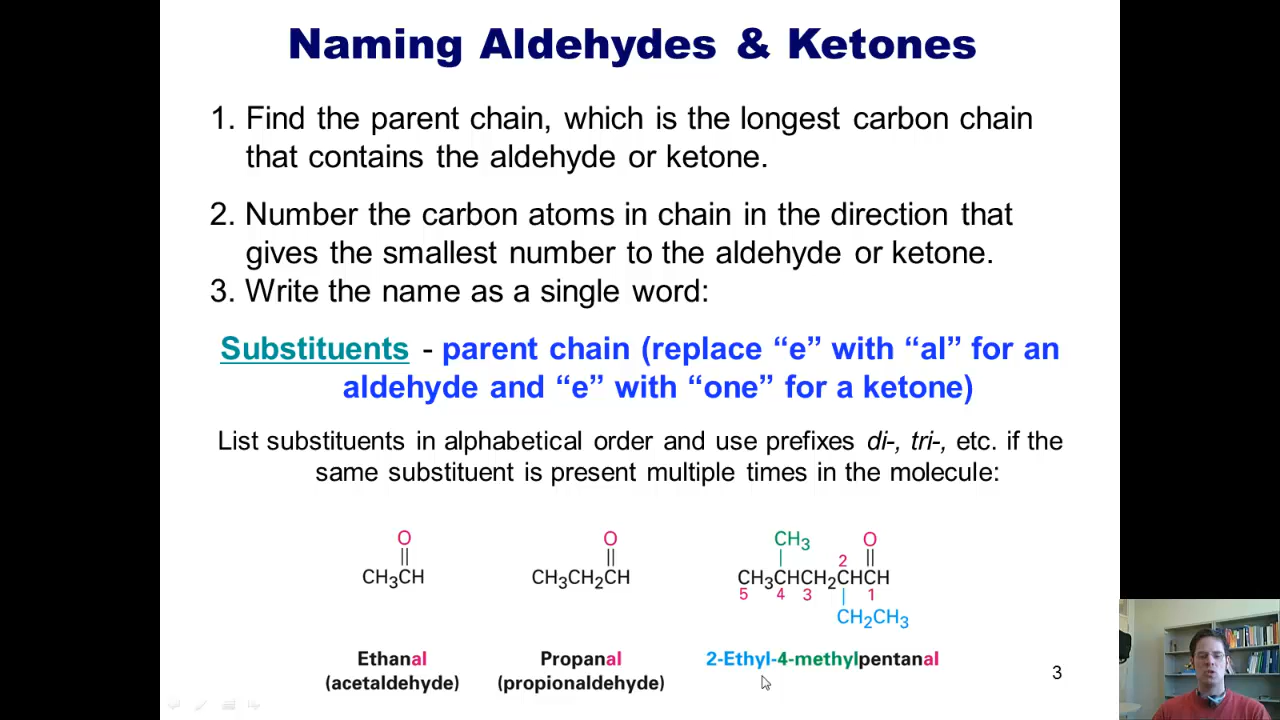 Naming Aldehydes & Ketones
1. Find the parent chain, which is the longest carbon chain
that contains the aldehyde or ketone.
2. Number the carbon atoms in chain in the direction that
gives the smallest number to the aldehyde or ketone.
3. Write the name as a single word:
Substituents - parent chain (replace “e” with “al” for an
aldehyde and “e” with “one” for a ketone)
List substituents in alphabetical order and use prefixes di-, tri-, etc. if the
same substituent is present multiple times in the molecule:
O
CH₃CH
Ethanal
(acetaldehyde)
O
CH₃CH₂CH
Propanal
(propionaldehyde)
CH₃ O
2
CH₃CHCH₂CHCH
5 4 3 1
CH₂CH₃
2-Ethyl-4-methylpentanal
3